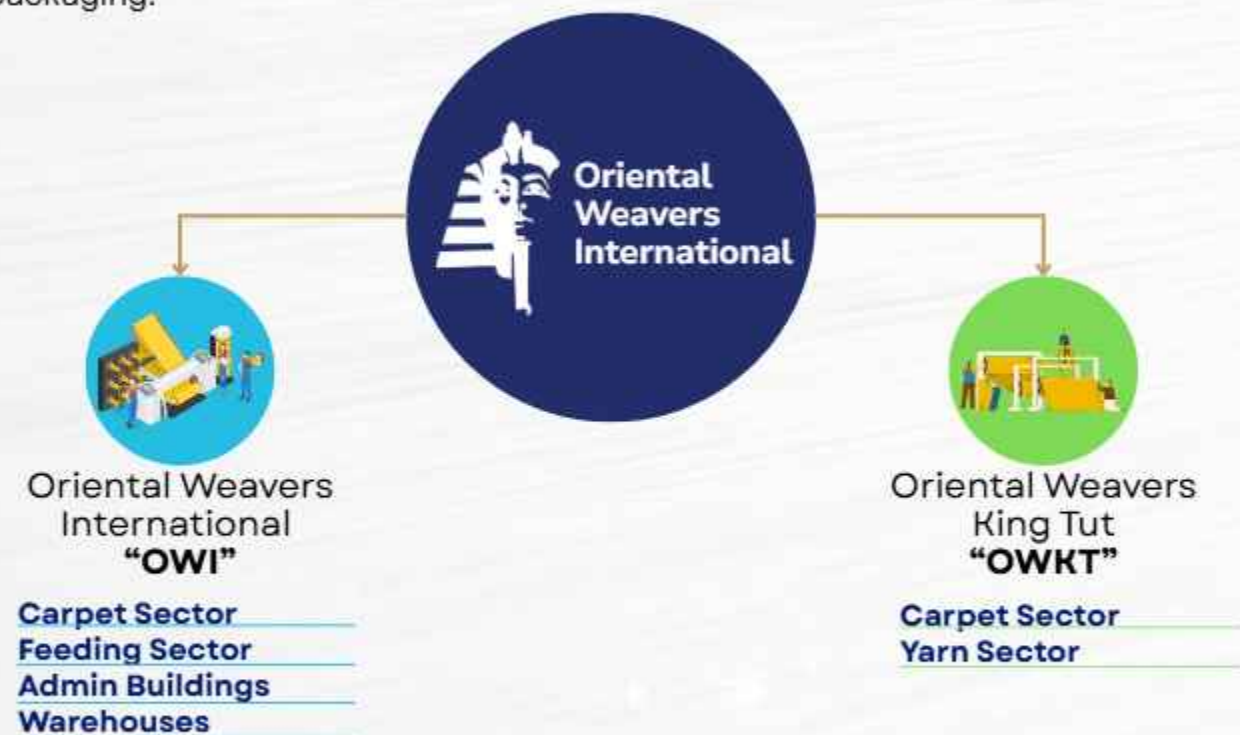 packaging.
Oriental
Weavers
International
Oriental Weavers
International
“OWI”
Carpet Sector
Feeding Sector
Admin Buildings
Warehouses
Oriental Weavers
King Tut
“OWKT”
Carpet Sector
Yarn Sector